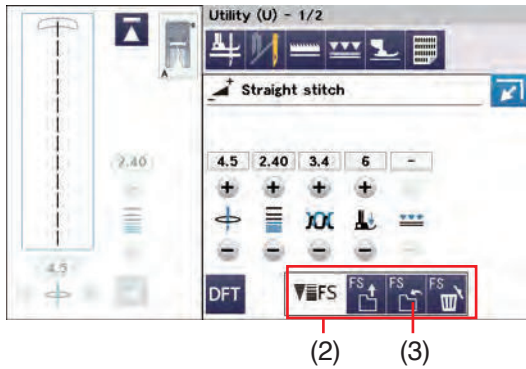 Utility (U) - 1/2
A
Straight stitch
2.40
4.5 2.40 3.4 6 -
4.5
DFT FS FS FS FS
(2) (3)